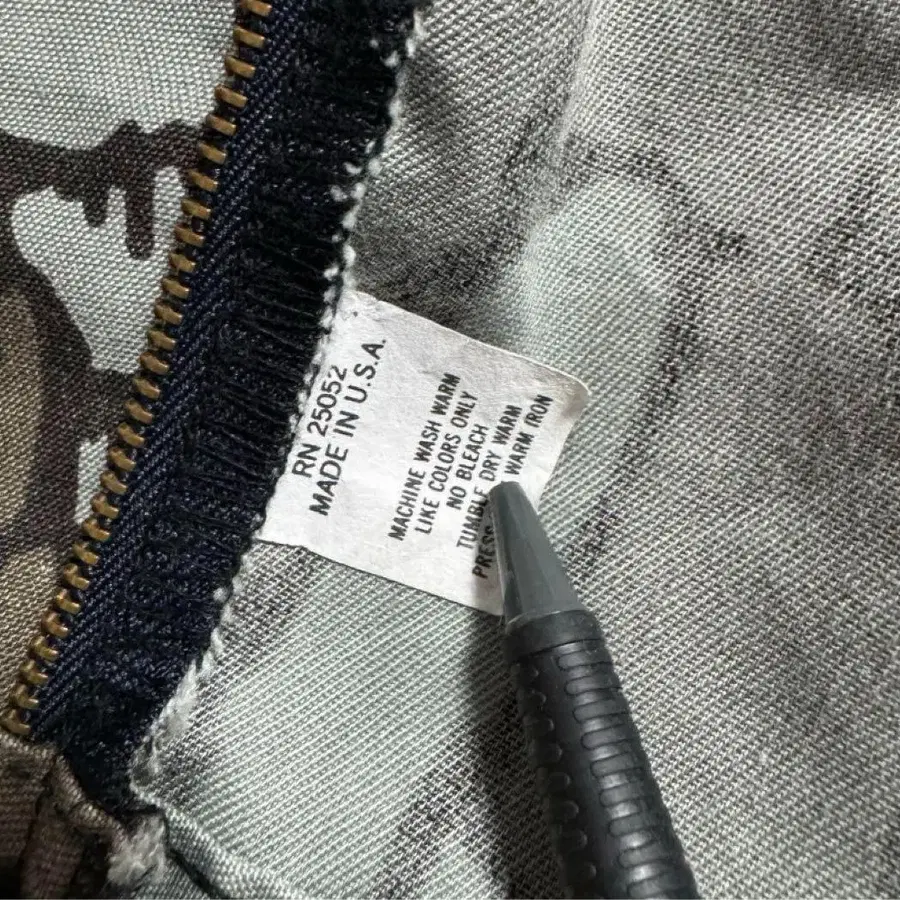 RN 25052
MADE IN U.S.A.
MACHINE WASH WARM
LIKE COLORS ONLY
NO BLEACH
TUMBLE DRY WARM
PRESS WARM IRON